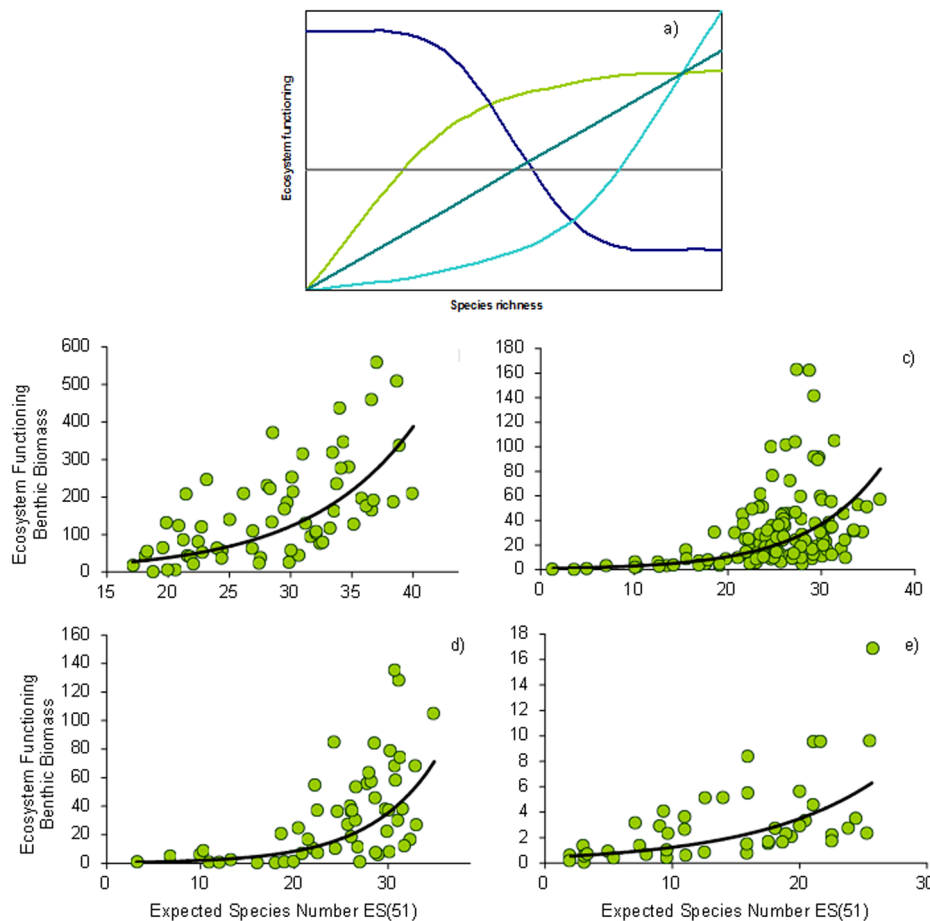 a)
Ecosystem functioning
Species richness
600
500
400
300
200
100
0
15 20 25 30 35 40
Ecosystem Functioning
Benthic Biomass
c)
180
160
140
120
100
80
60
40
20
0
0 10 20 30 40
d)
160
140
120
100
80
60
40
20
0
0 10 20 30 40
Ecosystem Functioning
Benthic Biomass
Expected Species Number ES(51)
e)
18
16
14
12
10
8
6
4
2
0
0 10 20 30
Expected Species Number ES(51)